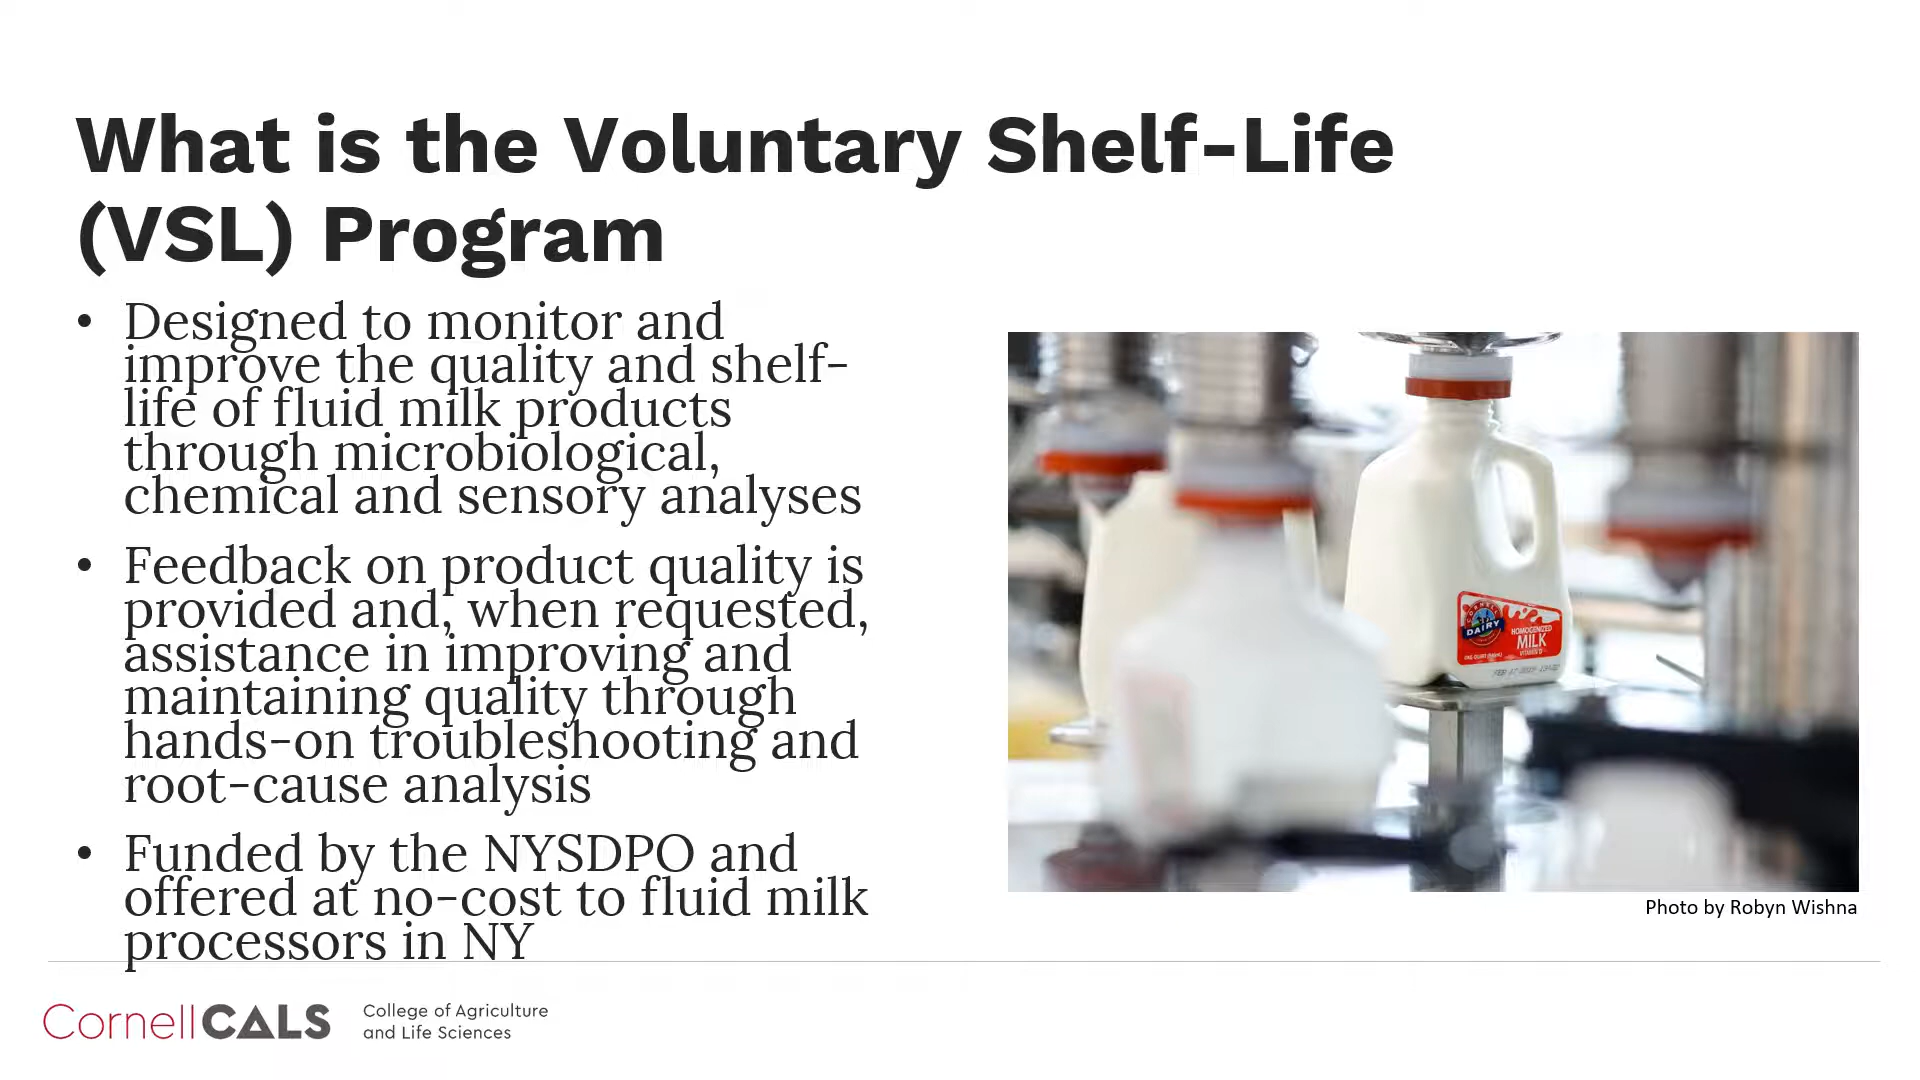 What is the Voluntary Shelf-Life
(VSL) Program
• Designed to monitor and
improve the quality and shelf-
life of fluid milk products
through microbiological,
chemical and sensory analyses
• Feedback on product quality is
provided and, when requested,
assistance in improving and
maintaining quality through
hands-on troubleshooting and
root-cause analysis
• Funded by the NYSDPO and
offered at no-cost to fluid milk
processors in NY
CORNELL
DAIRY
HOMOGENIZED
MILK
VITAMIN D
Photo by Robyn Wishna
CornellCALS
College of Agriculture
and Life Sciences